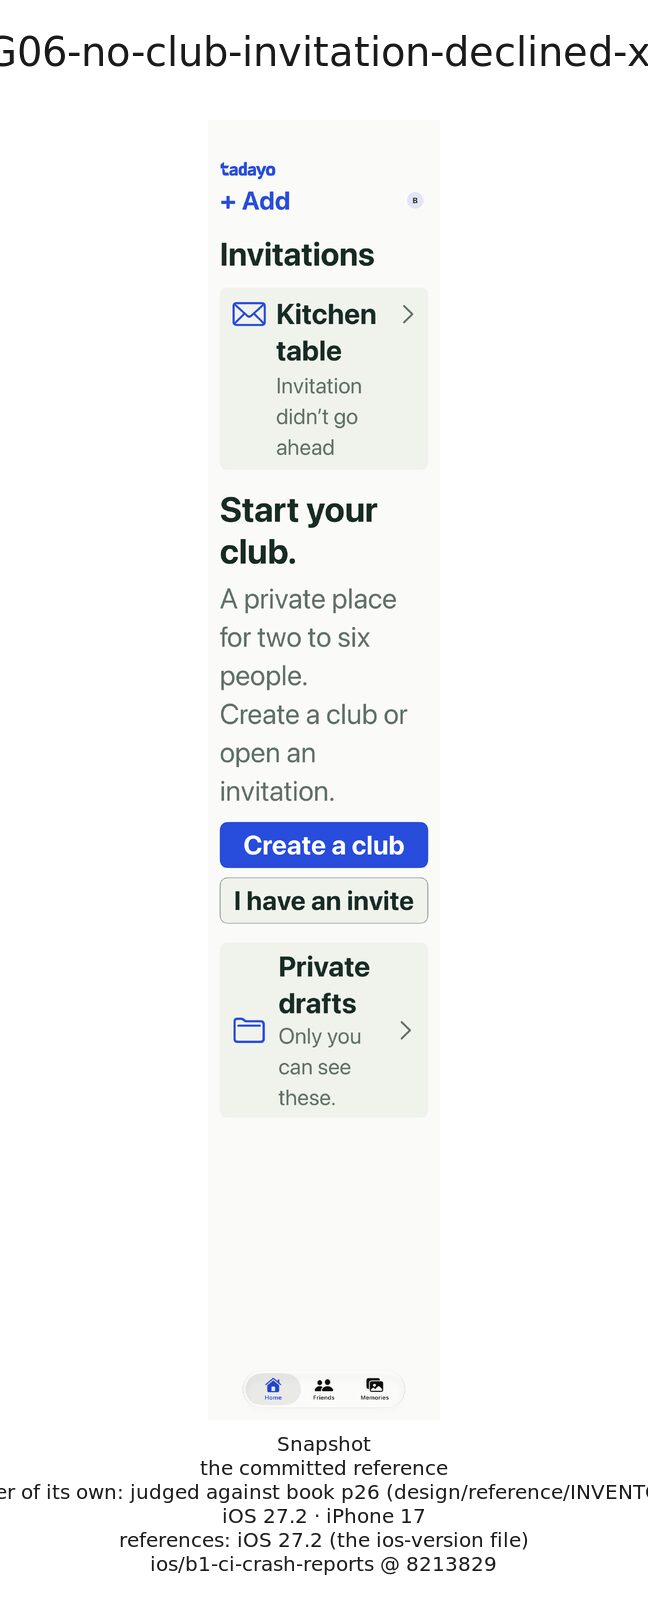 G06-no-club-invitation-declined-x
tadayo
+ Add
B
Invitations
Kitchen
table
Invitation
didn't go
ahead
Start your
club.
A private place
for two to six
people.
Create a club or
open an
invitation.
Create a club
I have an invite
Private
drafts
Only you
can see
these.
Home
Friends
Memories
Snapshot
the committed reference
er of its own: judged against book p26 (design/reference/INVENTO
iOS 27.2 · iPhone 17
references: iOS 27.2 (the ios-version file)
ios/b1-ci-crash-reports @ 8213829